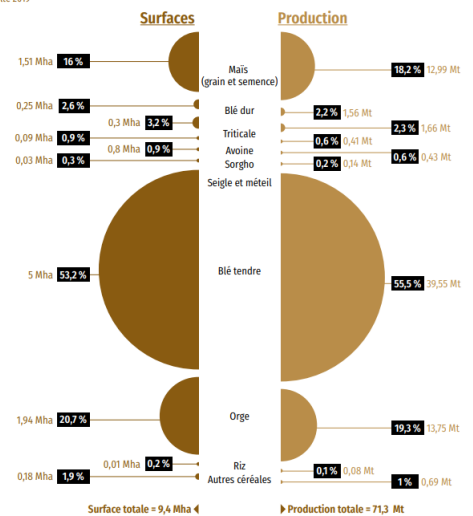 Surfaces Production
1,51 Mha 16 % Maïs 18,2 % 12,99 Mt
(grain et semence)
0,25 Mha 2,6 % Blé dur 2,2 % 1,56 Mt
0,3 Mha 3,2 % Triticale 2,3 % 1,66 Mt
0,09 Mha 0,9 % Avoine 0,6 % 0,41 Mt
0,8 Mha 0,9 % Sorgho 0,6 % 0,43 Mt
0,03 Mha 0,3 % 0,2 % 0,14 Mt
Seigle et méteil
5 Mha 53,2 % Blé tendre 55,5 % 39,55 Mt
1,94 Mha 20,7 % Orge 19,3 % 13,75 Mt
0,01 Mha 0,2 % Riz 0,1 % 0,08 Mt
0,18 Mha 1,9 % Autres céréales 1 % 0,69 Mt
Surface totale = 9,4 Mha Production totale = 71,3 Mt